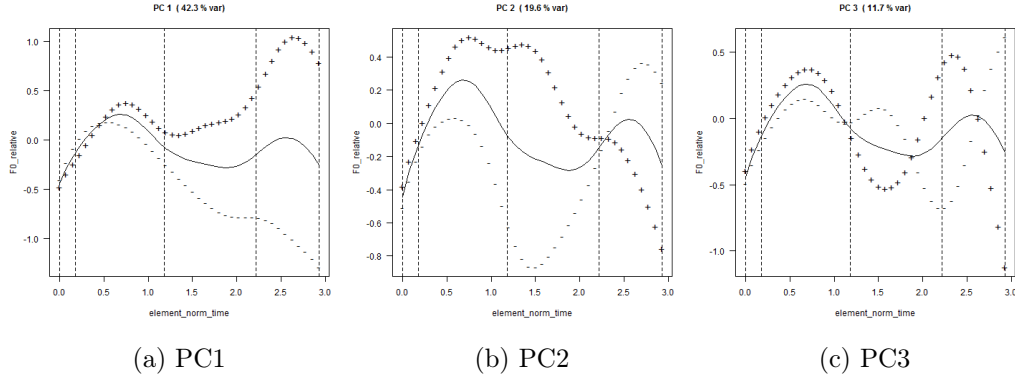 PC 1 ( 42.3 % var)
F0_relative
1.0
0.5
0.0
-0.5
-1.0
0.0 0.5 1.0 1.5 2.0 2.5 3.0
element_norm_time
(a) PC1
PC 2 ( 19.6 % var)
F0_relative
0.4
0.2
0.0
-0.2
-0.4
-0.6
-0.8
0.0 0.5 1.0 1.5 2.0 2.5 3.0
element_norm_time
(b) PC2
PC 3 ( 11.7 % var)
F0_relative
0.5
0.0
-0.5
-1.0
0.0 0.5 1.0 1.5 2.0 2.5 3.0
element_norm_time
(c) PC3